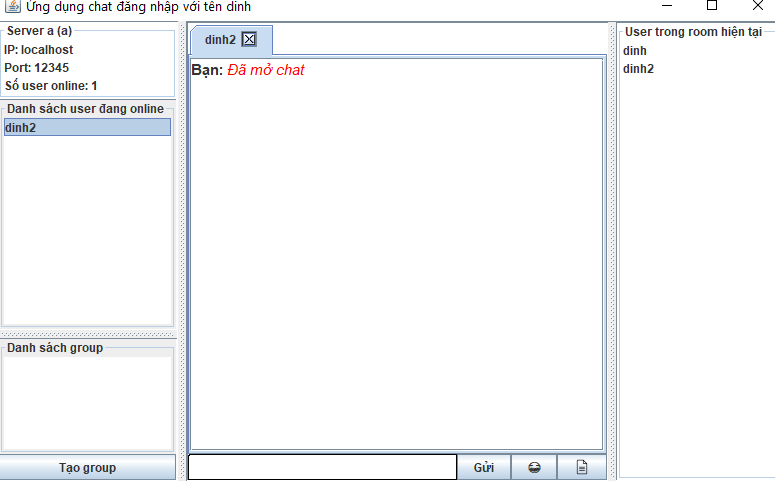 Ứng dụng chat đăng nhập với tên dinh
Server a (a)
IP: localhost
Port: 12345
Số user online: 1
Danh sách user đang online
dinh2
Danh sách group
Tạo group
dinh2
Bạn: Đã mở chat
Gửi
User trong room hiện tại
dinh
dinh2